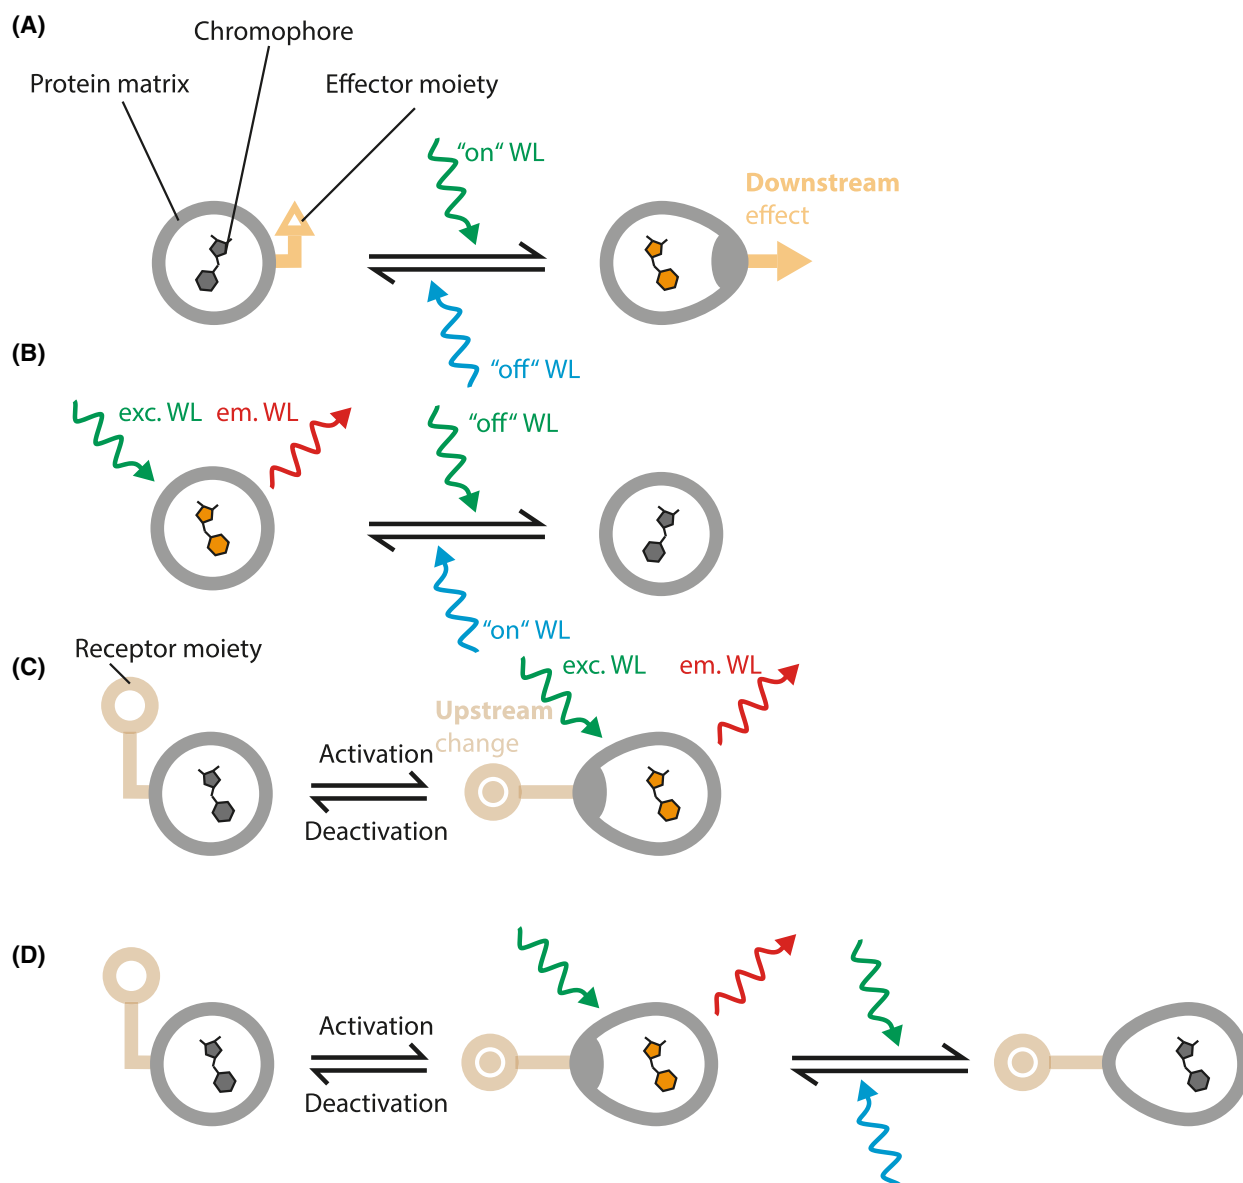 (A)
Chromophore
Protein matrix
Effector moiety
“on“ WL
Downstream
effect
“off“ WL
(B)
exc. WL
em. WL
“off“ WL
“on“ WL
(C)
Receptor moiety
exc. WL
em. WL
Upstream
change
Activation
Deactivation
(D)
Activation
Deactivation